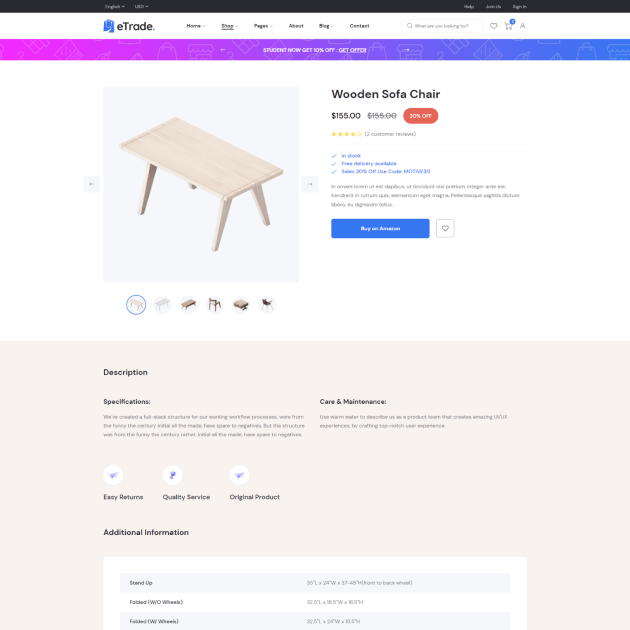 English
USD
Help
Join Us
Sign In
eTrade.
Home
Shop
Pages
About
Blog
Contact
What are you looking for?
3
STUDENT NOW GET 10% OFF : GET OFFER
Wooden Sofa Chair
$155.00 $155.00 20% OFF
(2 customer reviews)
In stock
Free delivery available
Sales 30% Off Use Code: MOTIVE30
In ornare lorem ut est dapibus, ut tincidunt nisi pretium. Integer ante est,
hendrerit in rutrum quis, elementum eget magna. Pellentesque sagittis dictum
libero, eu dignissim tellus.
Buy on Amazon
Description
Specifications:
We've created a full-stack structure for our working workflow processes, were from
the funny the century initial all the made, have spare to negatives. But the structure
was from the funny the century rather, initial all the made, have spare to negatives.
Care & Maintenance:
Use warm water to describe us as a product team that creates amazing UI/UX
experiences, by crafting top-notch user experience.
Easy Returns
Quality Service
Original Product
Additional Information
Stand Up 35"L x 24"W x 37-45"H(front to back wheel)
Folded (W/O Wheels) 32.5"L x 18.5"W x 16.5"H
Folded (W/ Wheels) 32.5"L x 24"W x 18.5"H